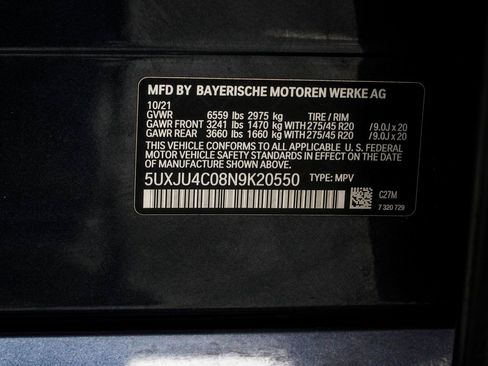 MFD BY BAYERISCHE MOTOREN WERKE AG
10/21
GVWR 6559 lbs 2975 kg TIRE / RIM
GAWR FRONT 3241 lbs 1470 kg WITH 275/45 R20 /9.0J x 20
GAWR REAR 3660 lbs 1660 kg WITH 275/45 R20 /9.0J x 20
THIS VEHICLE CONFORMS TO ALL APPLICABLE U. S. FEDERAL
MOTOR VEHICLE SAFETY STANDARDS IN EFFECT ON THE
DATE OF MANUFACTURE SHOWN ABOVE.
5UXJU4C08N9K20550 TYPE: MPV
C27M
7 320 729